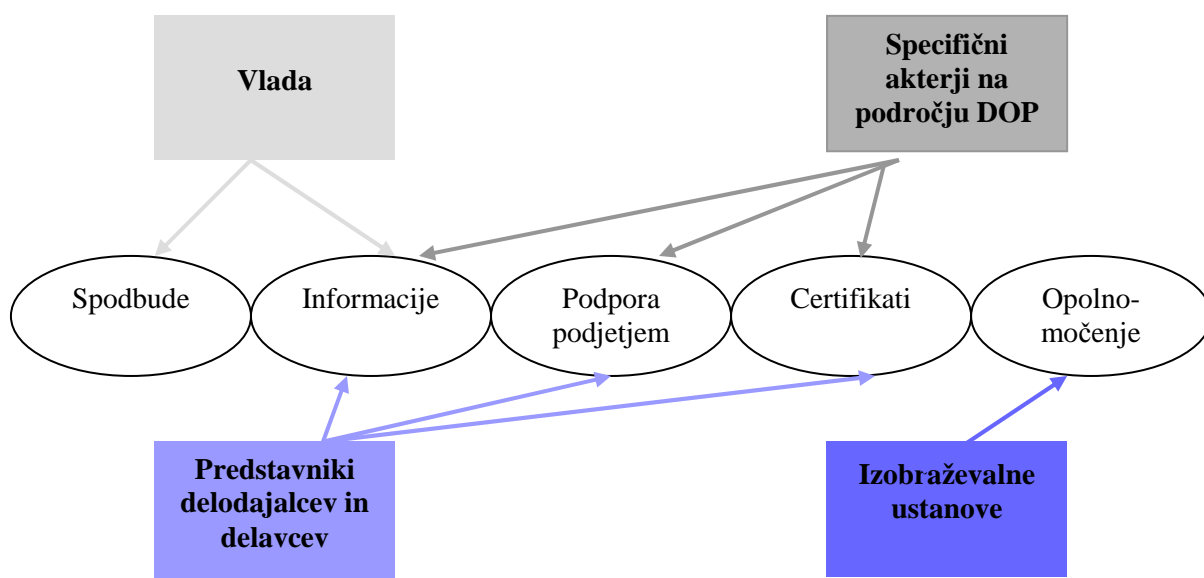 Vlada
Specifični
akterji na
področju DOP
Spodbude
Informacije
Podpora
podjetjem
Certifikati
Opolno-
močenje
Predstavniki
delodajalcev in
delavcev
Izobraževalne
ustanove